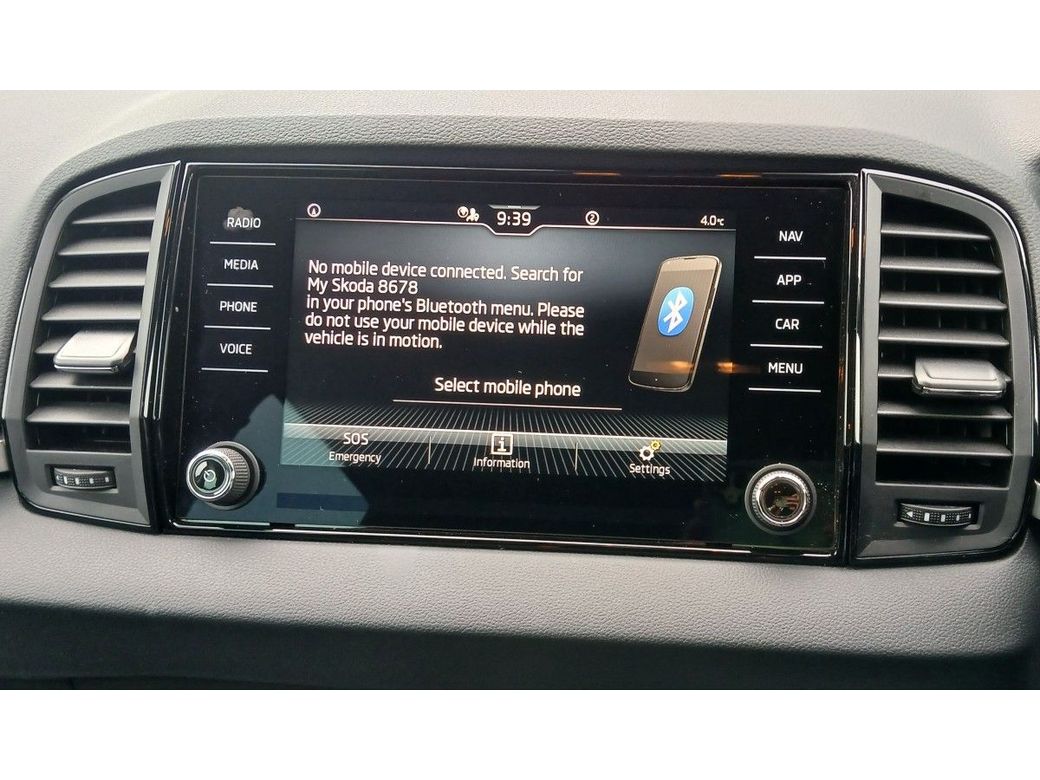 RADIO
MEDIA
PHONE
VOICE
9:39
2
4.0°C
No mobile device connected. Search for
My Skoda 8678
in your phone's Bluetooth menu. Please
do not use your mobile device while the
vehicle is in motion.
Select mobile phone
SOS
Emergency
i
Information
Settings
NAV
APP
CAR
MENU